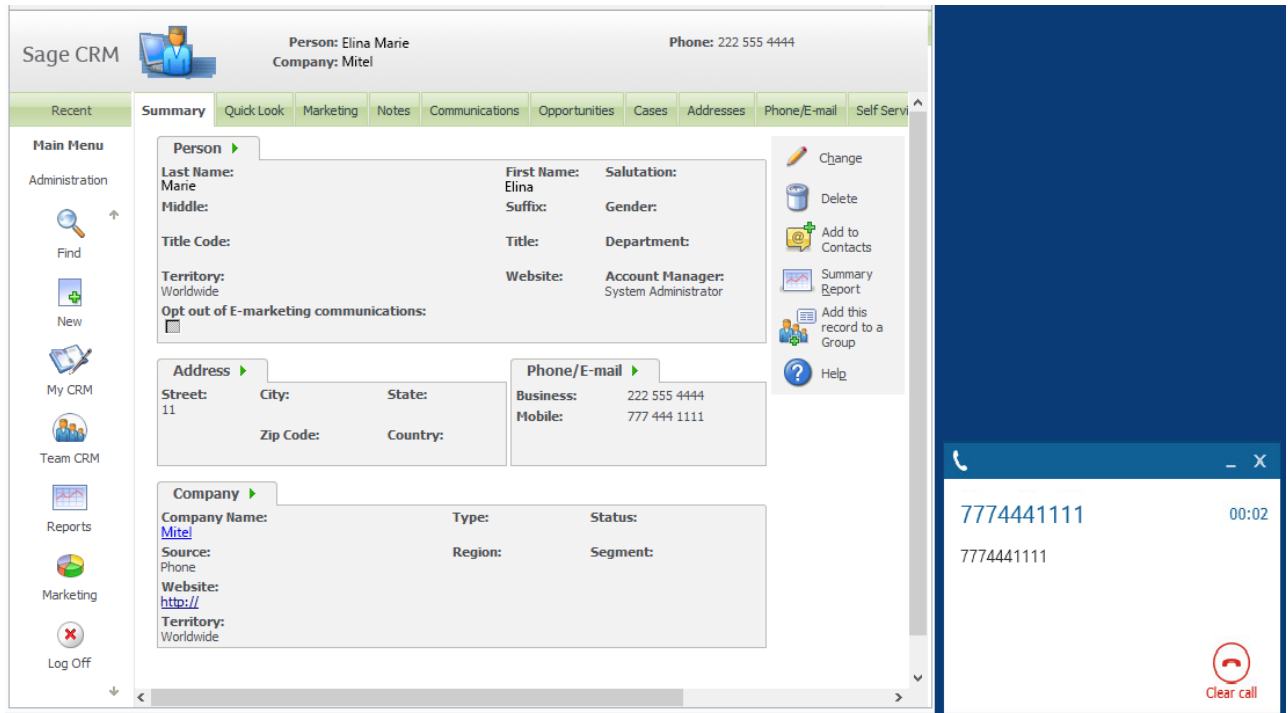 Sage CRM
Person: Elina Marie
Company: Mitel
Phone: 222 555 4444
Recent
Summary Quick Look Marketing Notes Communications Opportunities Cases Addresses Phone/E-mail Self Servi
Main Menu
Administration
Find
New
My CRM
Team CRM
Reports
Marketing
Log Off
Person
Last Name: First Name: Salutation:
Marie Elina
Middle: Suffix: Gender:
Title Code: Title: Department:
Territory: Website: Account Manager:
Worldwide System Administrator
Opt out of E-marketing communications:
Address
Street: City: State:
11
Zip Code: Country:
Phone/E-mail
Business: 222 555 4444
Mobile: 777 444 1111
Company
Company Name: Type: Status:
Mitel
Source: Region: Segment:
Phone
Website:
http://
Territory:
Worldwide
Change
Delete
Add to
Contacts
Summary
Report
Add this
record to a
Group
Help
_ X
7774441111 00:02
7774441111
Clear call